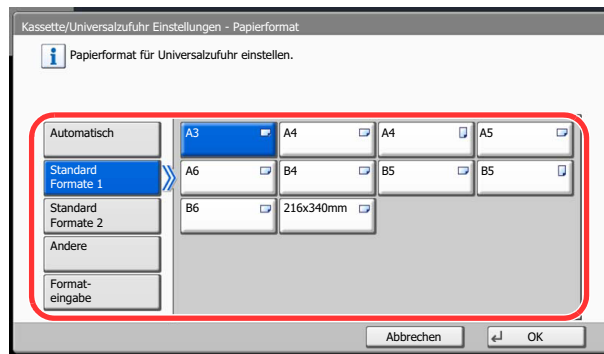 Kassette/Universalzufuhr Einstellungen - Papierformat
Papierformat für Universalzufuhr einstellen.
Automatisch
Standard
Formate 1
Standard
Formate 2
Andere
Format-
eingabe
A3
A4
A4
A5
A6
B4
B5
B5
B6
216x340mm
Abbrechen
OK